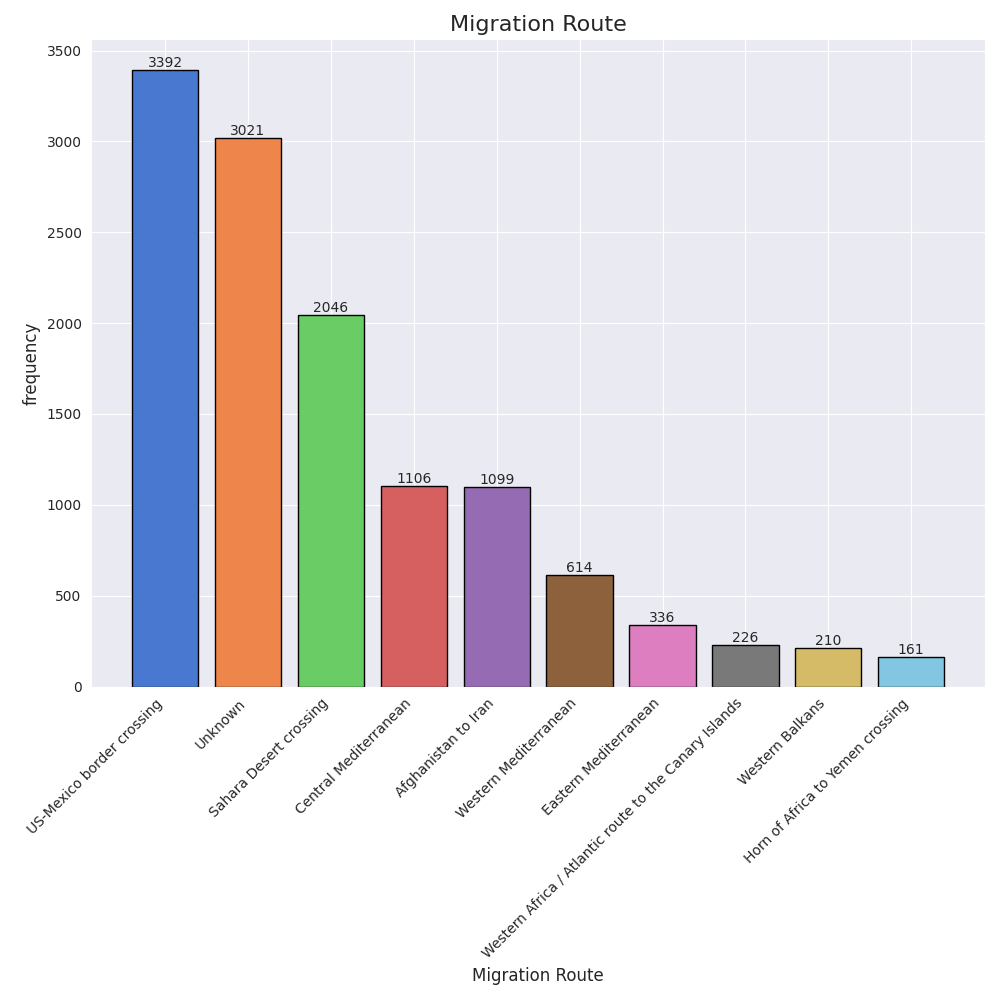 Migration Route
3500
3000
2500
2000
1500
1000
500
0
frequency
3392
3021
2046
1106
1099
614
336
226
210
161
US-Mexico border crossing
Unknown
Sahara Desert crossing
Central Mediterranean
Afghanistan to Iran
Western Mediterranean
Eastern Mediterranean
Western Africa / Atlantic route to the Canary Islands
Western Balkans
Horn of Africa to Yemen crossing
Migration Route